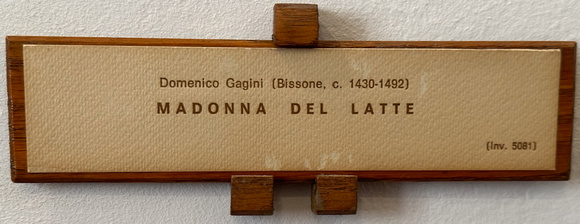 Domenico Gagini (Bissone, c. 1430-1492)
MADONNA DEL LATTE
(Inv. 5081)